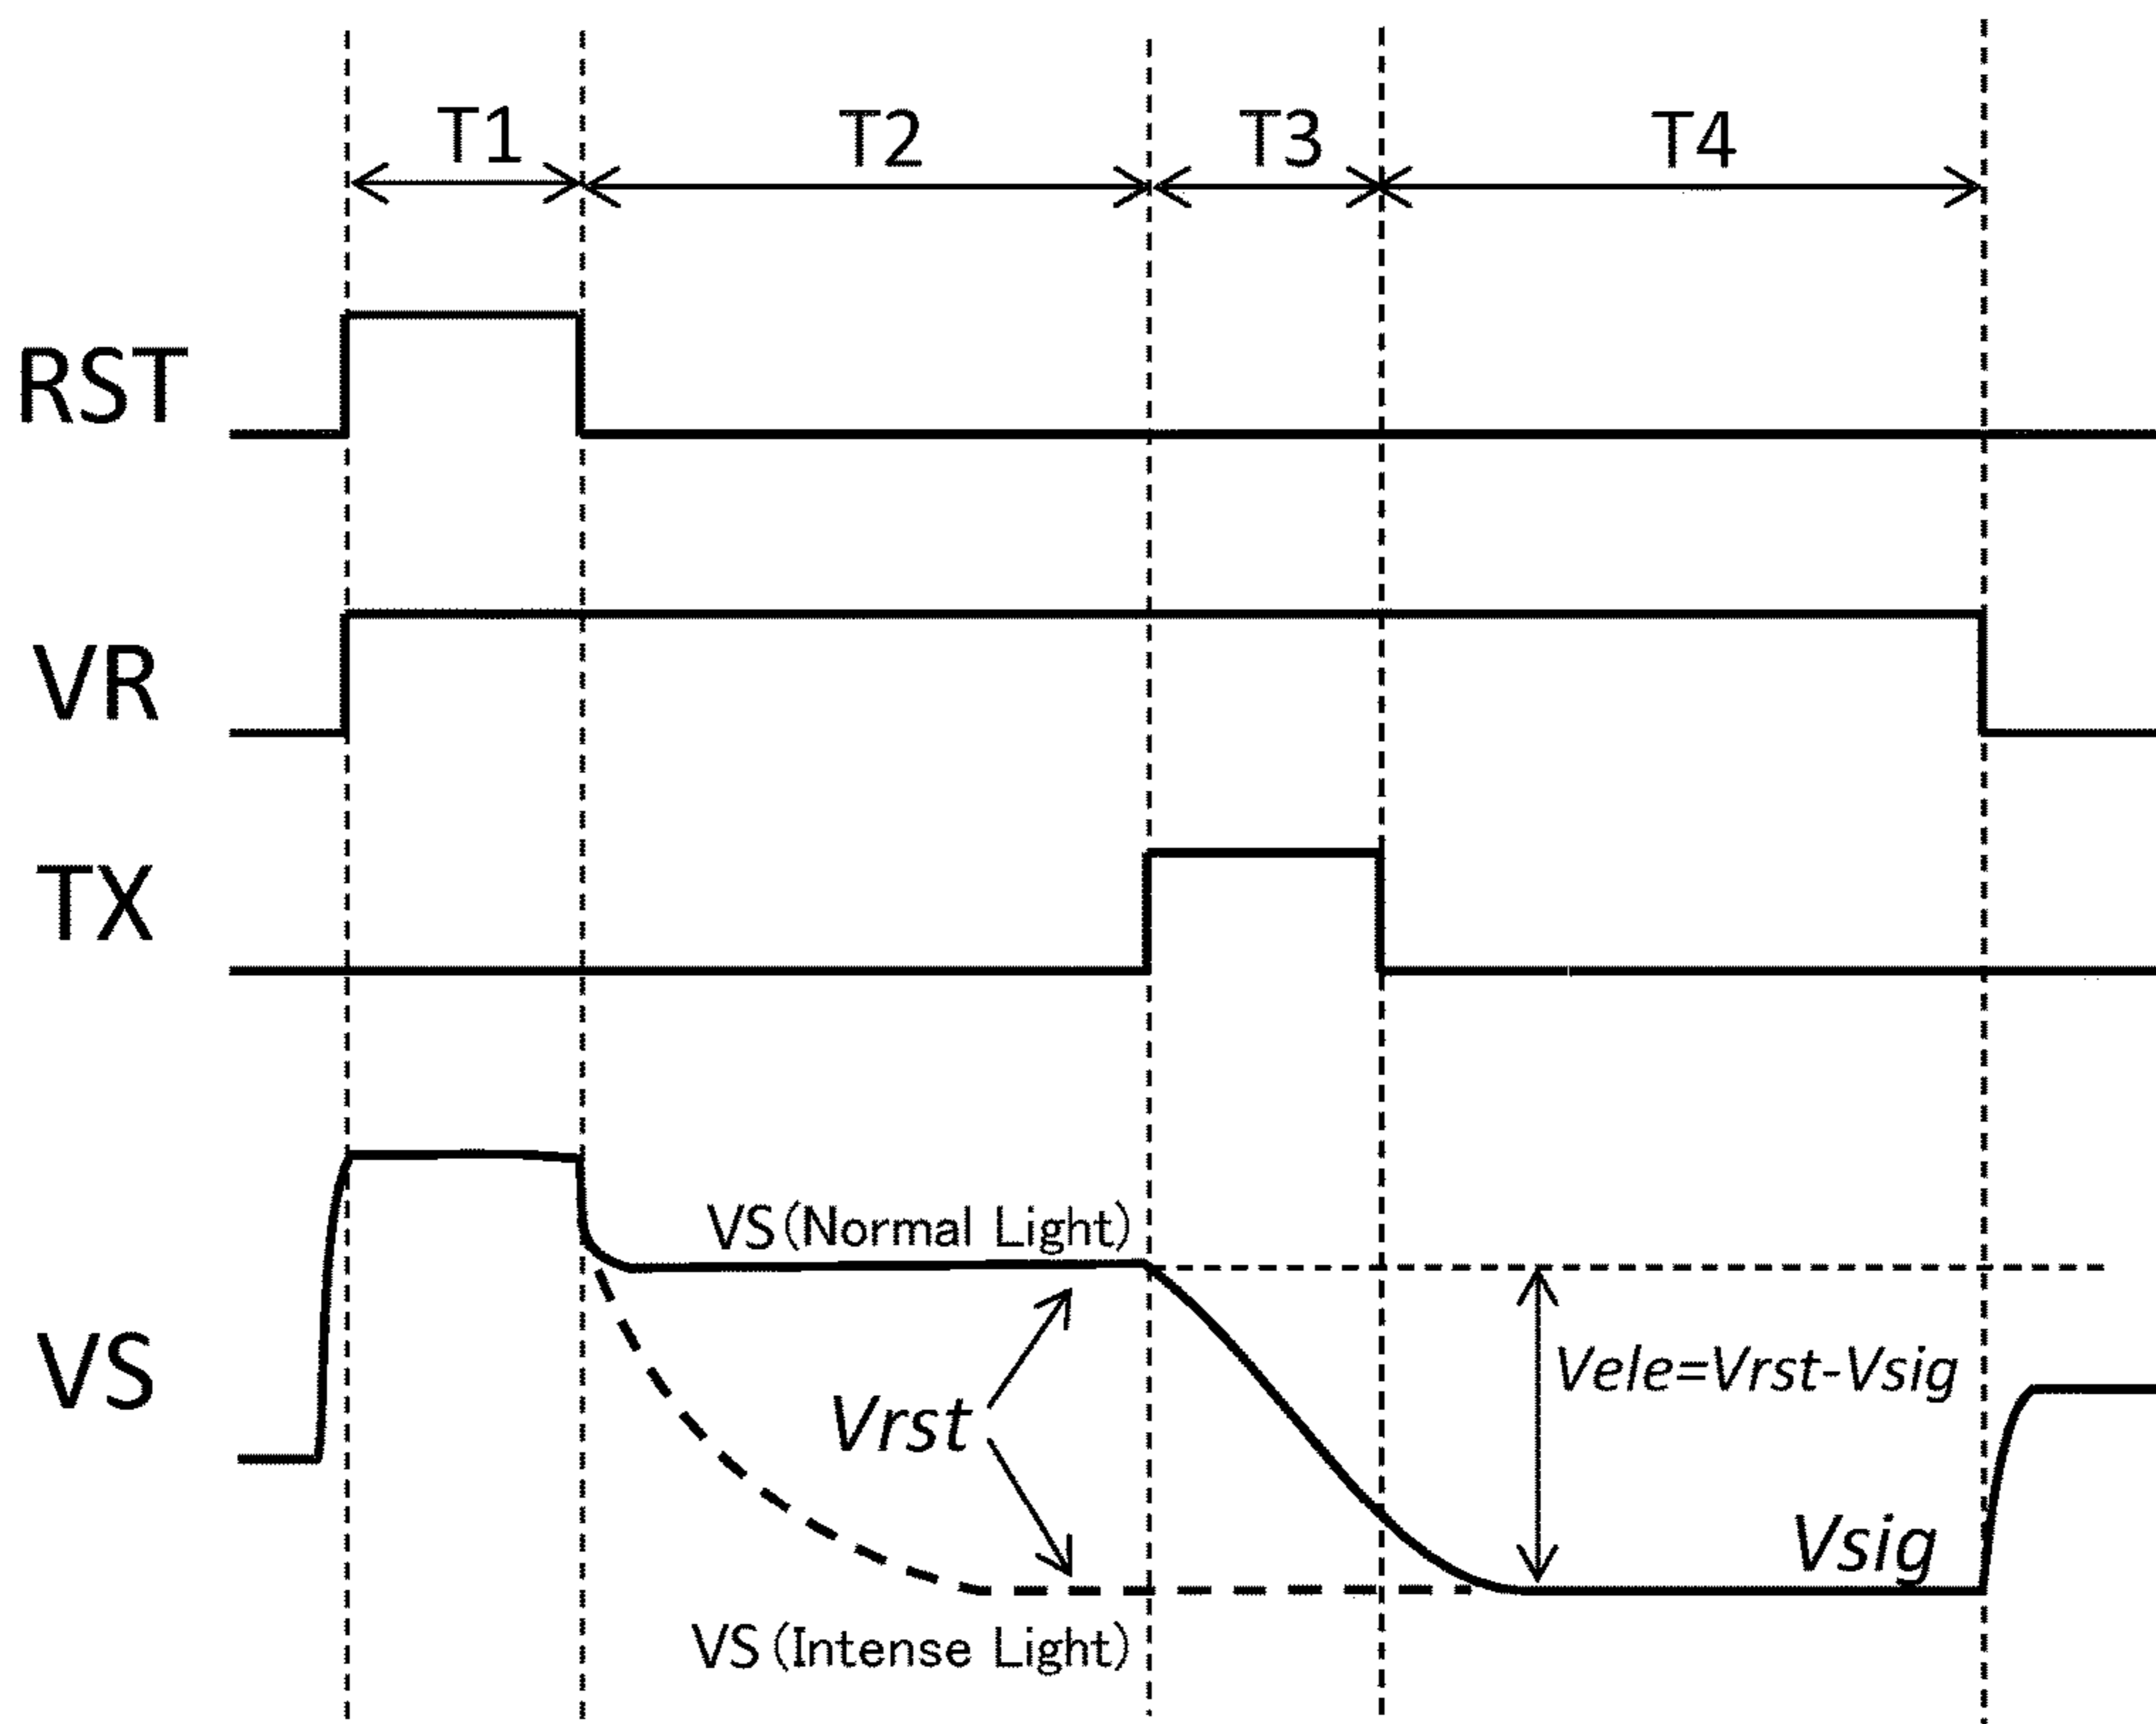 T1 T2 T3 T4
RST
VR
TX
VS(Normal Light)
VS
Vrst
Vele=Vrst-Vsig
Vsig
VS(Intense Light)